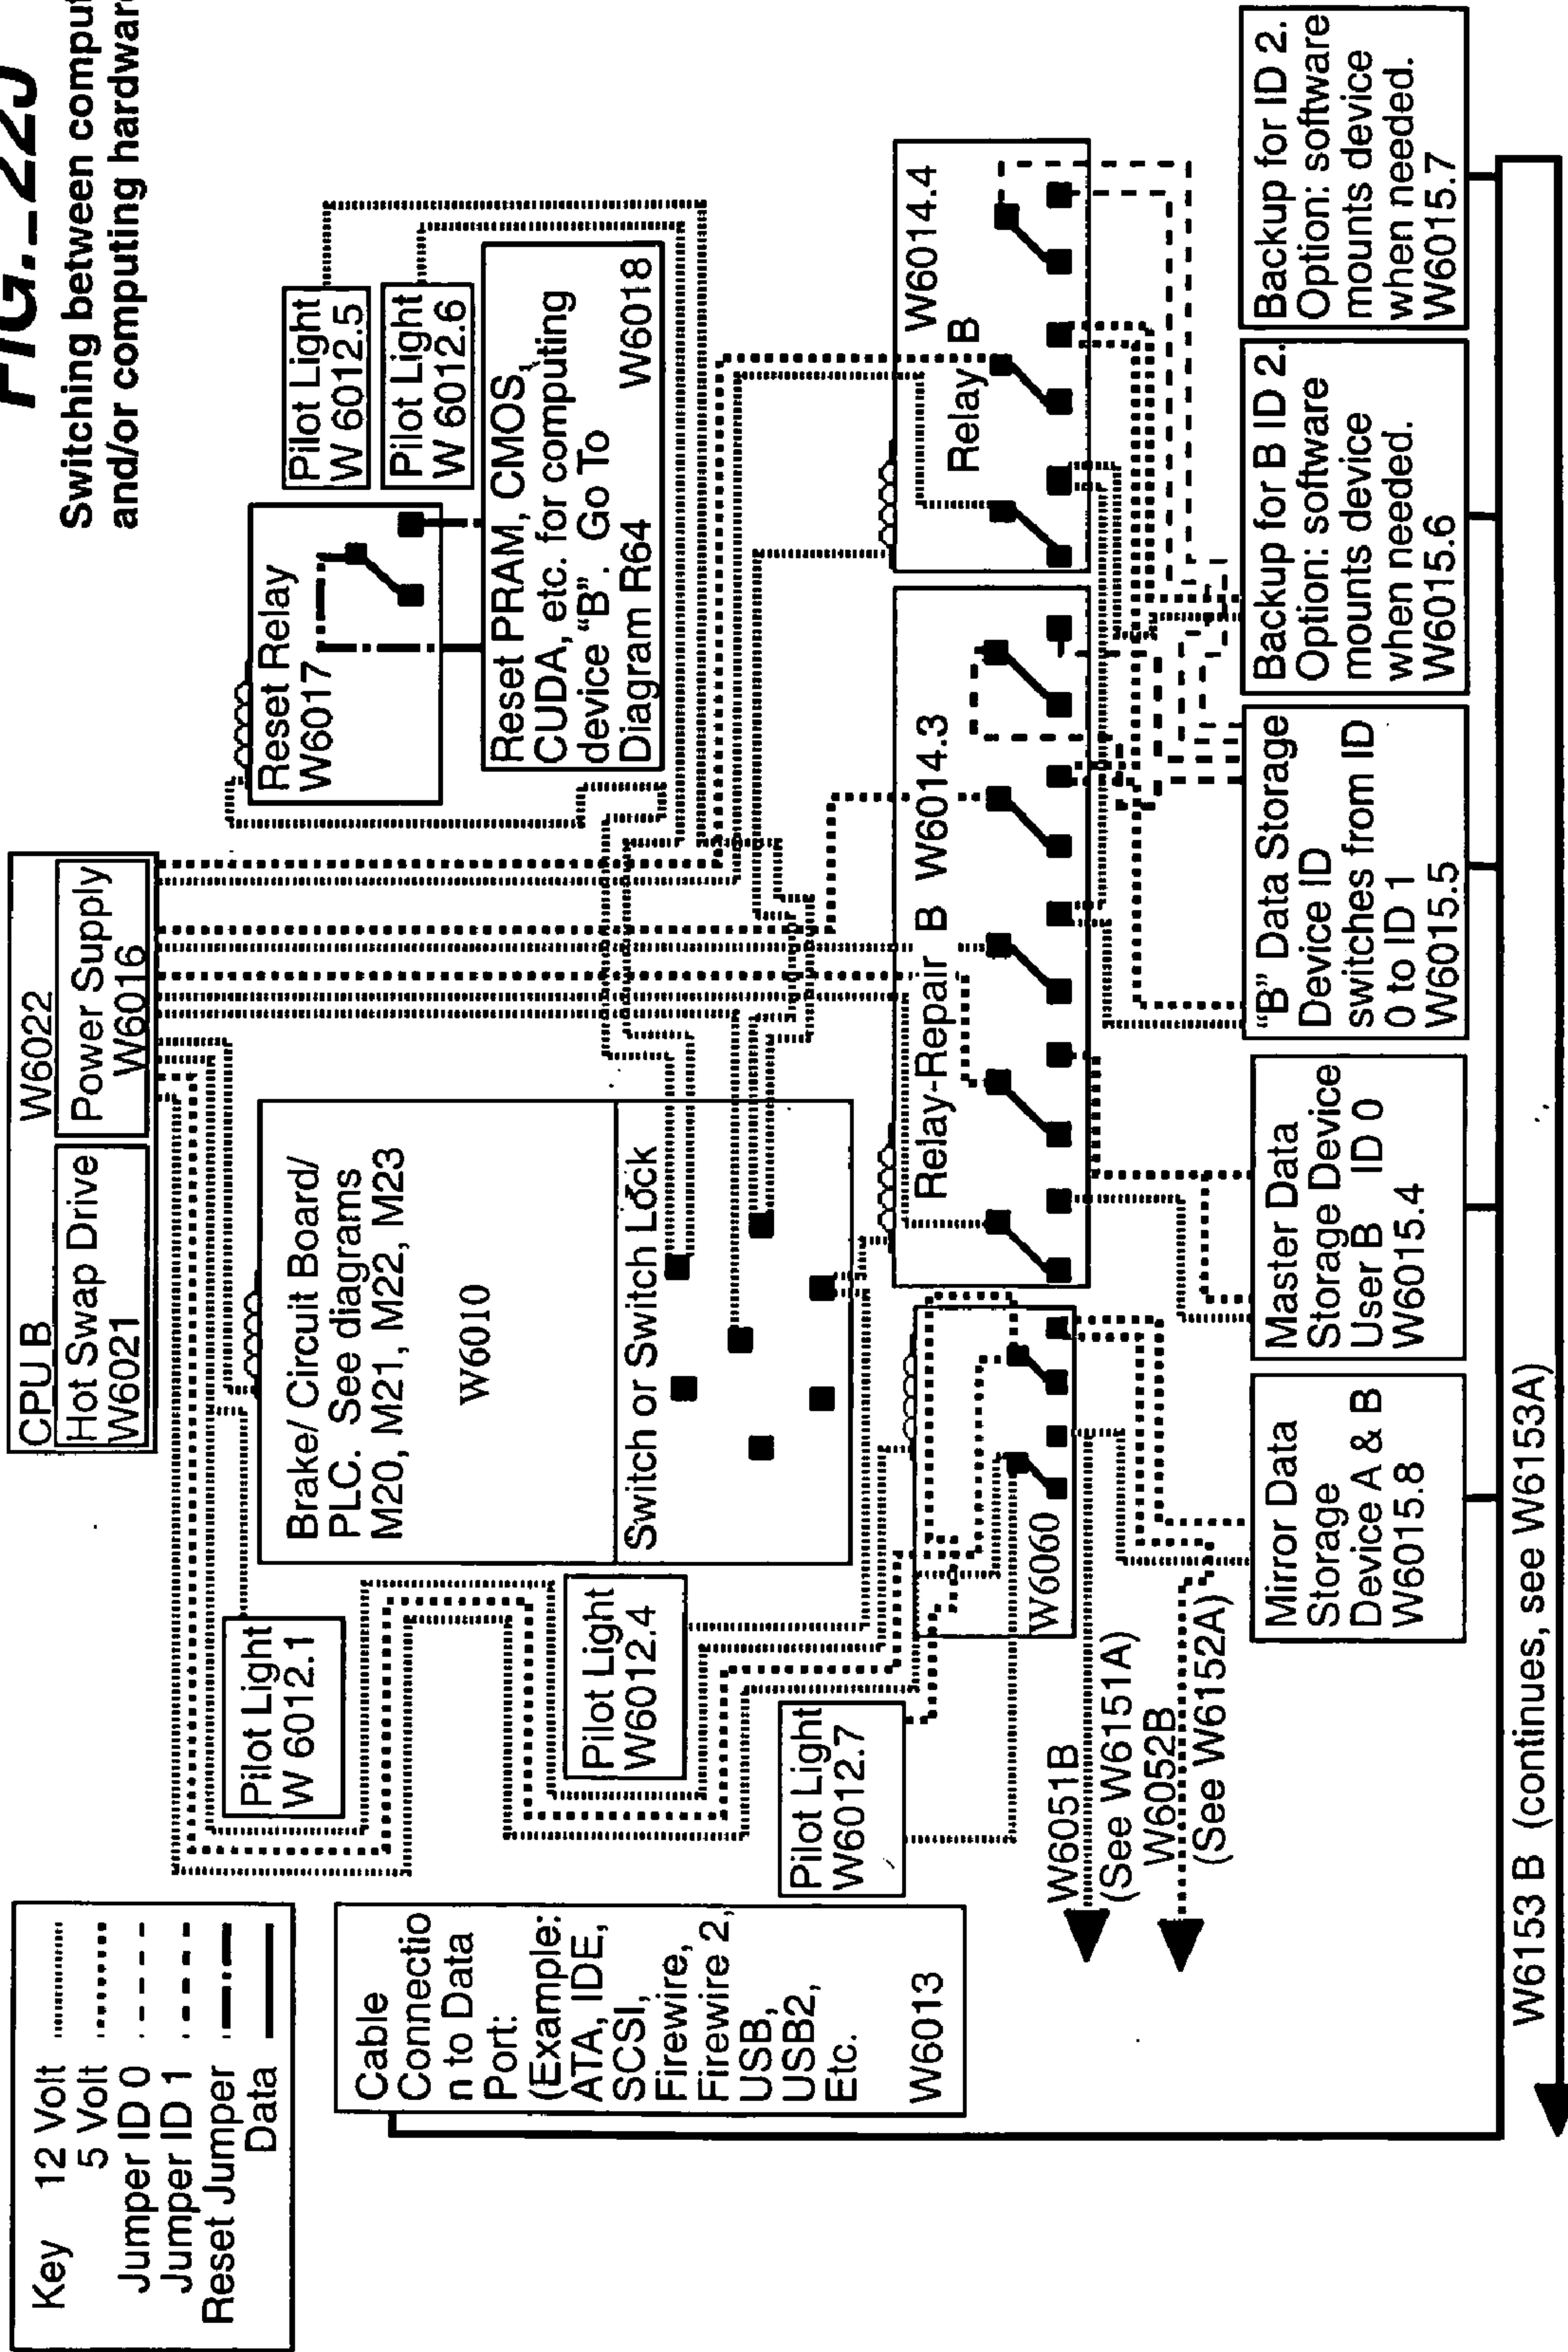 FIG._22J
Switching between
and/or computing
Key 12 Volt
5 Volt
Jumper ID 0
Jumper ID 1
Reset Jumper
Data
CPU B W6022
Hot Swap Drive
W6021
Power Supply
W6016
Pilot Light
W 6012.1
Brake/ Circuit Board/
PLC. See diagrams
M20, M21, M22, M23
W6010
Switch or Switch Lock
Reset Relay
W6017
Pilot Light
W 6012.5
Pilot Light
W 6012.6
Reset PRAM, CMOS,
CUDA, etc. for computing
device "B". Go To
Diagram R64 W6018
Cable
Connectio
n to Data
Port:
(Example:
ATA, IDE,
SCSI,
Firewire,
Firewire 2,
USB,
USB2,
Etc.
W6013
Pilot Light
W6012.4
Pilot Light
W6012.7
W6060
Relay-Repair B W6014.3
W6014.4
Relay B
W6051B
(See W6151A)
W6052B
(See W6152A)
Mirror Data
Storage
Device A & B
W6015.8
Master Data
Storage Device
User B ID 0
W6015.4
"B" Data Storage
Device ID
switches from ID
0 to ID 1
W6015.5
Backup for B ID 2.
Option: software
mounts device
when needed.
W6015.6
Backup for ID 2.
Option: software
mounts device
when needed.
W6015.7
W6153 B (continues, see W6153A)